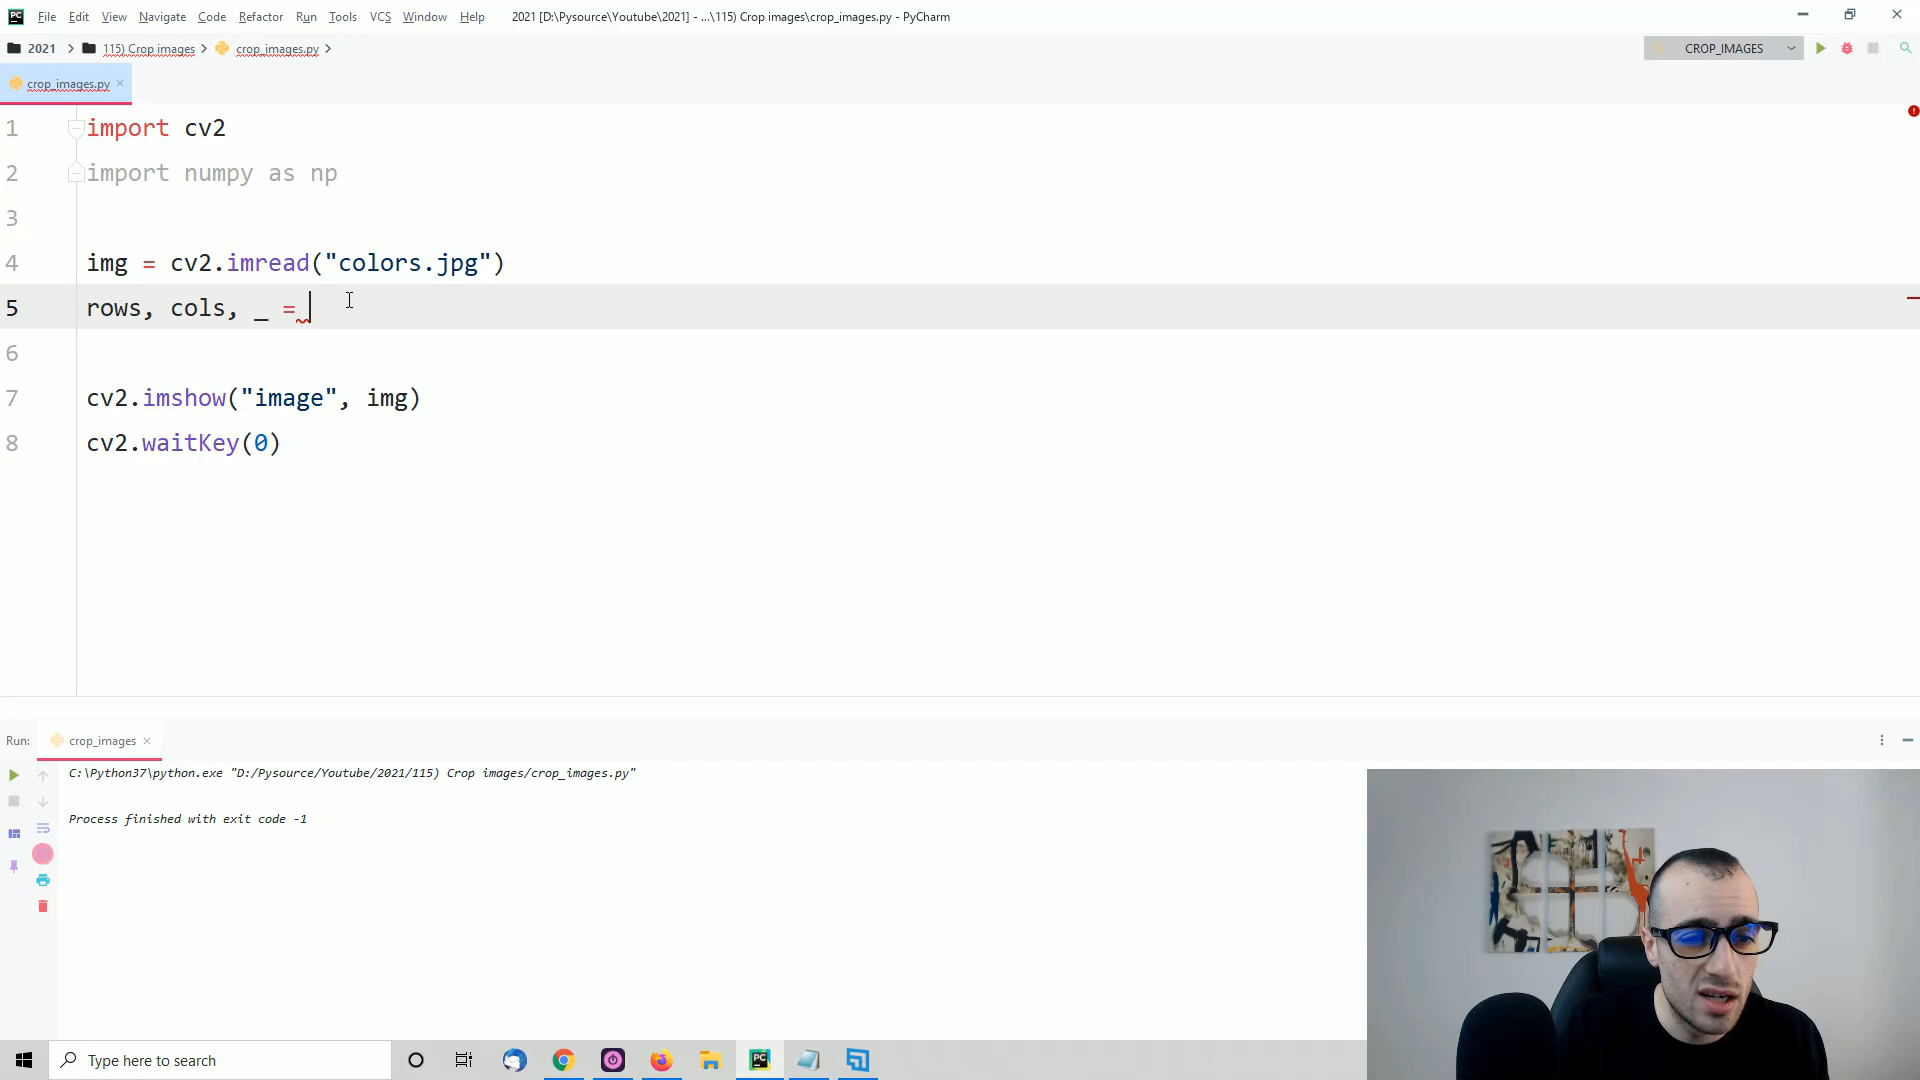 PC File Edit View Navigate Code Refactor Run Tools VCS Window Help 2021 [D:\Pysource\Youtube\2021] - ...\115) Crop images\crop_images.py - PyCharm
2021 115) Crop images crop_images.py CROP_IMAGES
crop_images.py
1 import cv2
2 import numpy as np
3
4 img = cv2.imread("colors.jpg")
5 rows, cols, _ =
6
7 cv2.imshow("image", img)
8 cv2.waitKey(0)
Run: crop_images
C:\Python37\python.exe "D:/Pysource/Youtube/2021/115) Crop images/crop_images.py"
Process finished with exit code -1
Type here to search PC